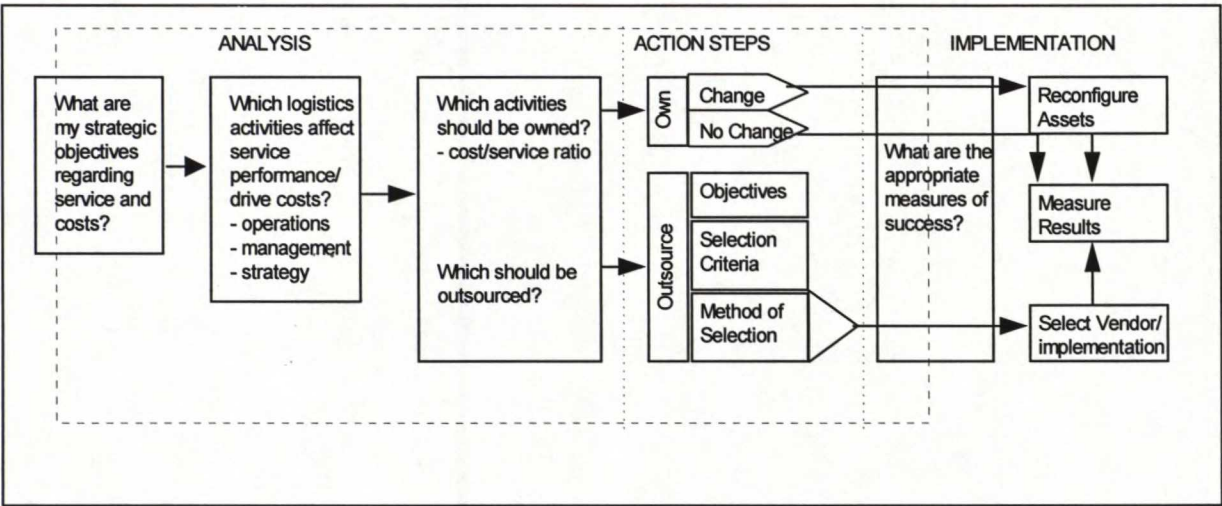 ANALYSIS
ACTION STEPS
IMPLEMENTATION
What are
my strategic
objectives
regarding
service and
costs?
Which logistics
activities affect
service
performance/
drive costs?
- operations
- management
- strategy
Which activities
should be owned?
- cost/service ratio
Which should be
outsourced?
Own
Change
No Change
Outsource
Objectives
Selection
Criteria
Method of
Selection
What are the
appropriate
measures of
success?
Reconfigure
Assets
Measure
Results
Select Vendor/
implementation